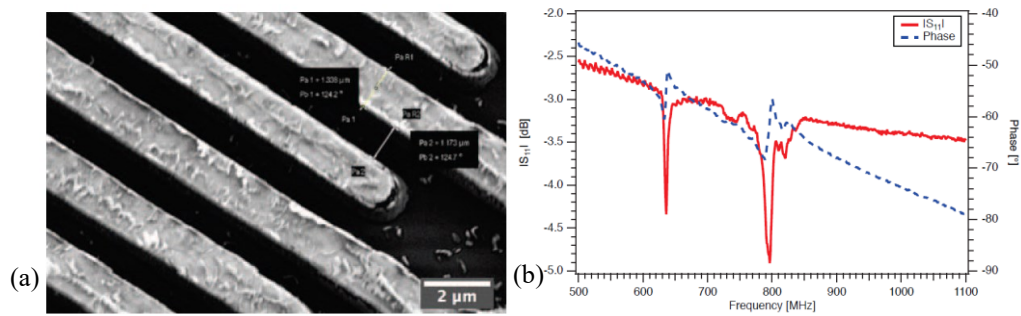 (a)
Pa R1
Pa 1 = 1.336 µm
Pb 1 = 124.2 °
Pa 1
Pa R2
Pa 2 = 1.173 µm
Pb 2 = 124.7 °
Pa 2
2 µm
(b)
|S11| [dB]
-2.0
-2.5
-3.0
-3.5
-4.0
-4.5
-5.0
|S11|
Phase
-40
-50
-60
-70
-80
-90
Phase [°]
500
600
700
800
900
1000
1100
Frequency [MHz]